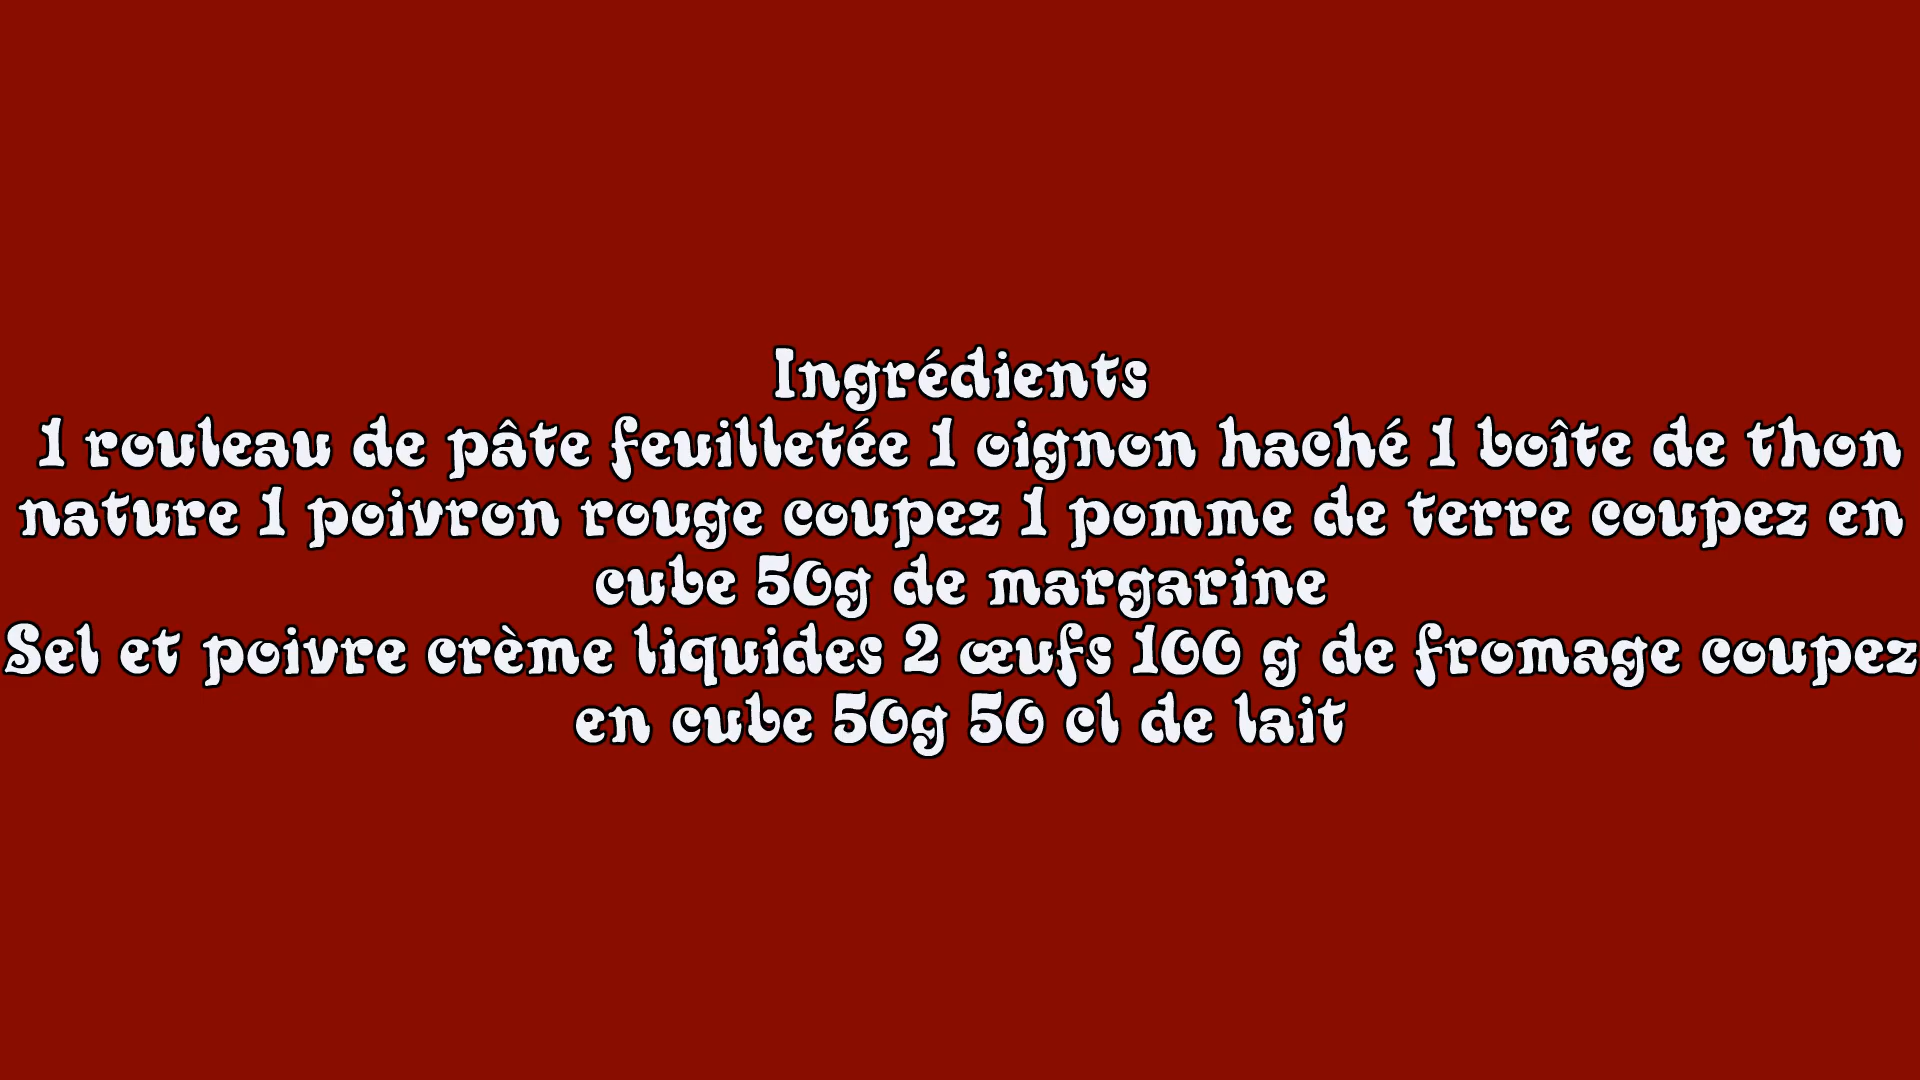 Ingrédients
1 rouleau de pâte feuilletée 1 oignon haché 1 boîte de thon
nature 1 poivron rouge coupez 1 pomme de terre coupez en
cube 50g de margarine
Sel et poivre crème liquides 2 œufs 100 g de fromage coupez
en cube 50g 50 cl de lait